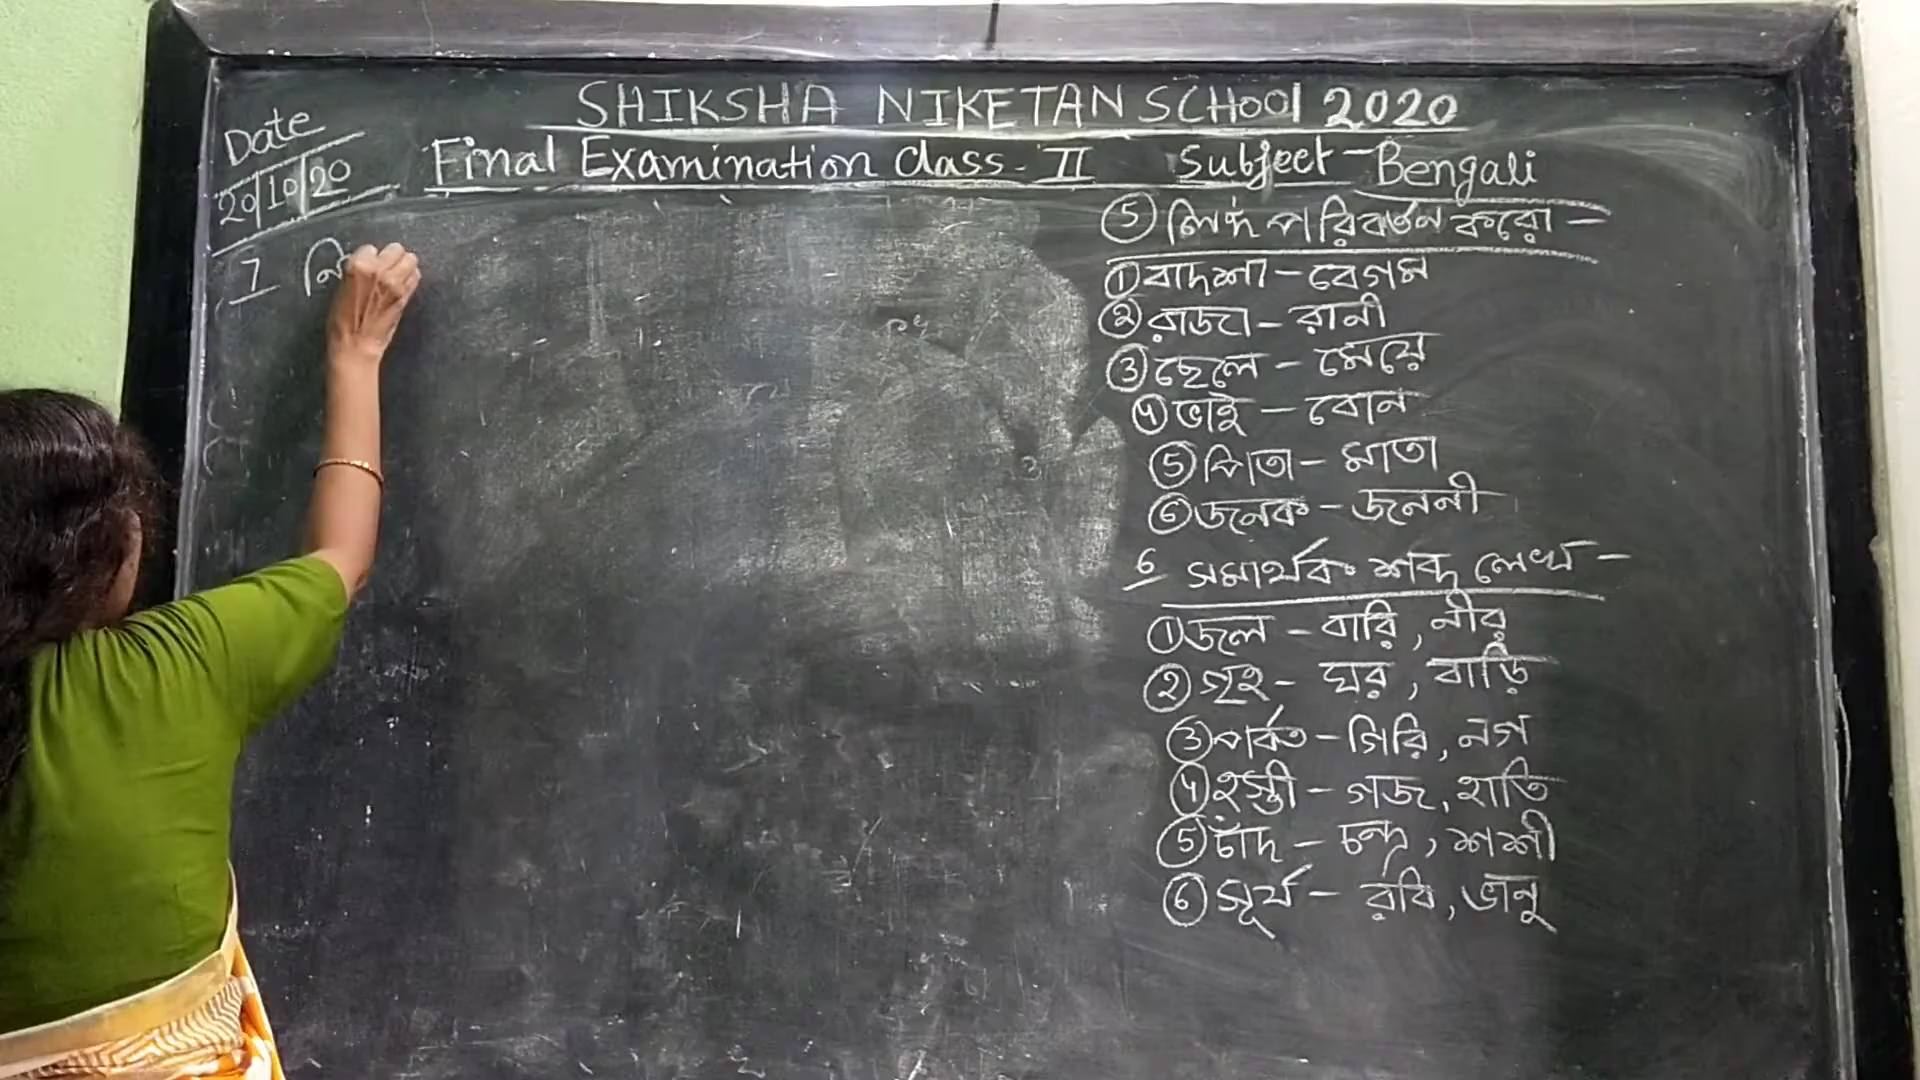 SHIKSHA NIKETAN SCHOOl 2020
Date
20/10/20
Final Examination Class - II Subject - Bengali
7 নি
⑤ লিঙ্গ পরিবর্তন করো -
① বাদশা - বেগম
② রাজা - রানী
③ ছেলে - মেয়ে
④ ভাই - বোন
⑤ পিতা - মাতা
⑥ জনক - জননী
6 সমার্থক শব্দ লেখ -
① জল - বারি, নীর
② গৃহ - ঘর, বাড়ি
③ পর্বত - গিরি, নগ
④ হস্তী - গজ, হাতি
⑤ চাঁদ - চন্দ্র, শশী
⑥ সূর্য - রবি, ভানু